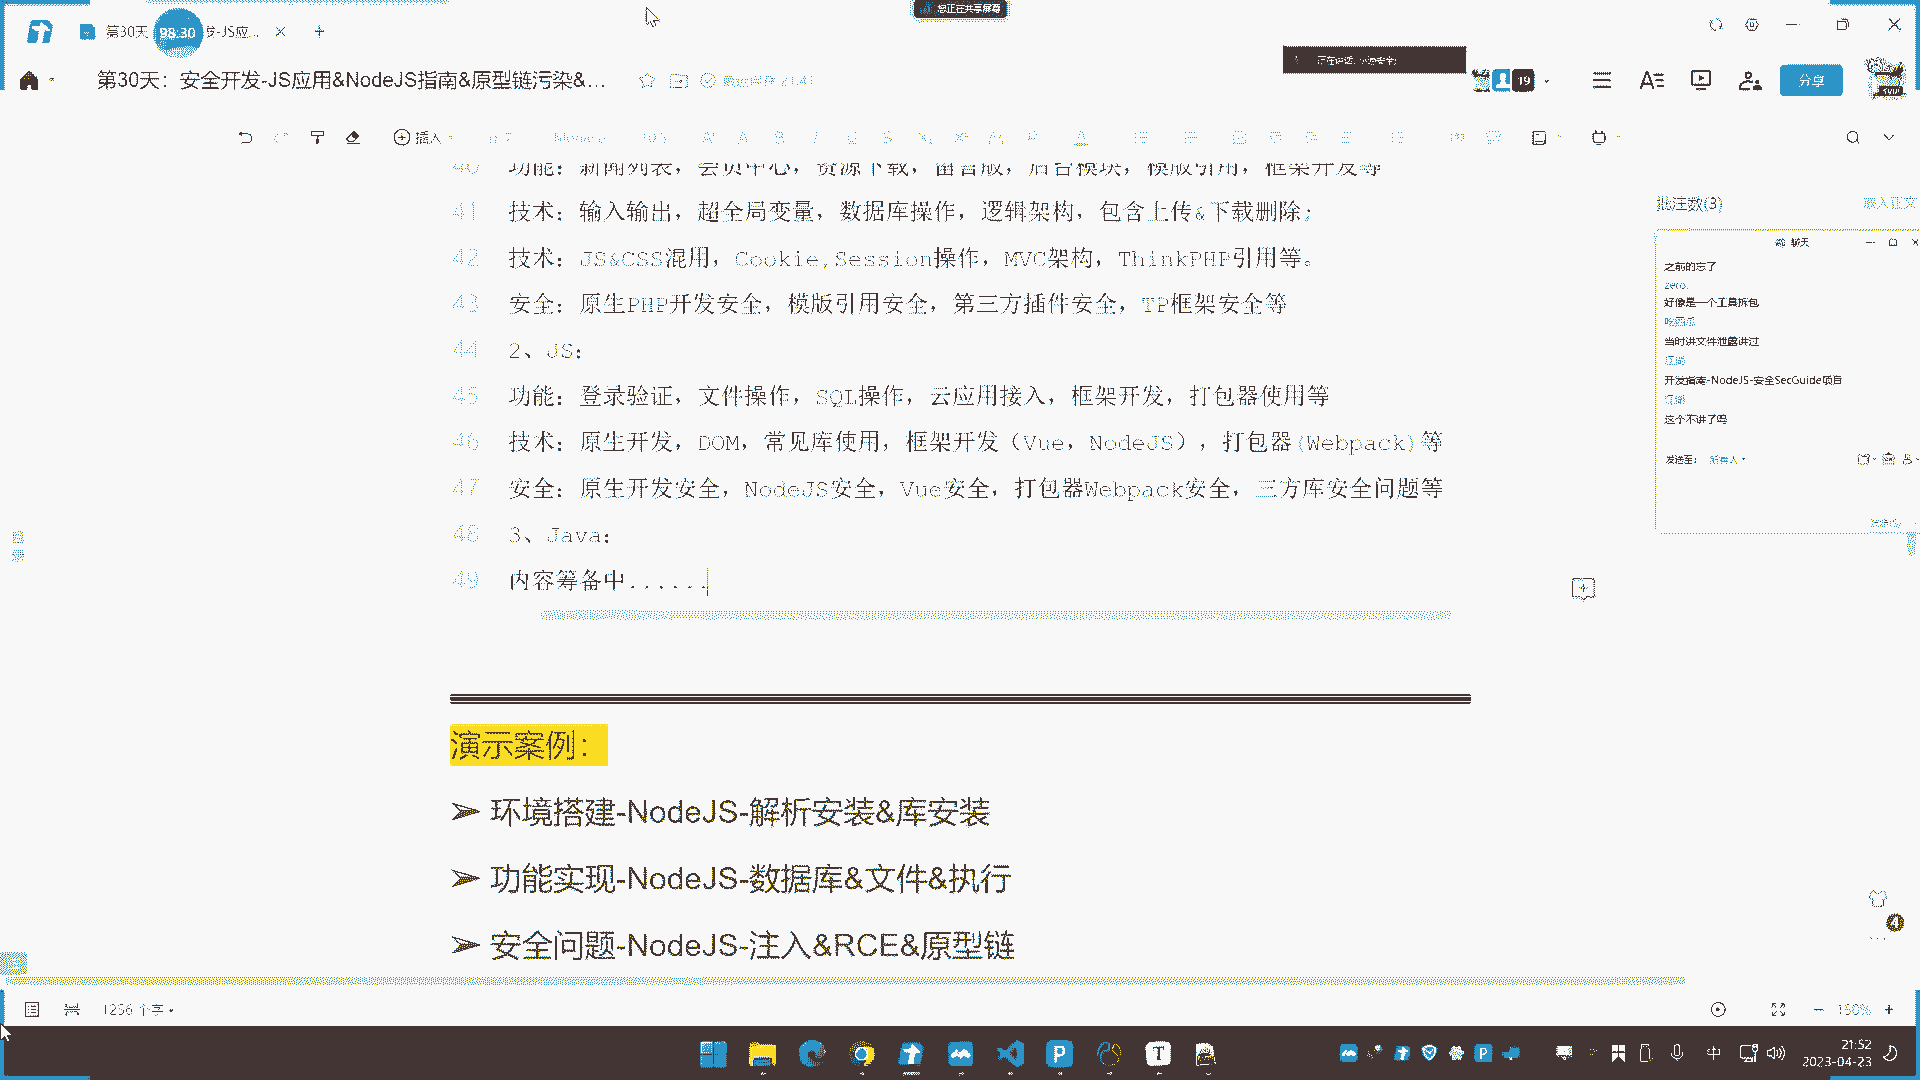 您正在共享屏幕
第30天
98:30
发-JS应...
第30天：安全开发-JS应用&NodeJS指南&原型链污染&...
19
分享
插入
40 功能：新闻列表，会员中心，资源下载，留言版，后台模块，模版引用，框架开发等
41 技术：输入输出，超全局变量，数据库操作，逻辑架构，包含上传&下载删除；
42 技术：JS&CSS混用，Cookie,Session操作，MVC架构，ThinkPHP引用等。
43 安全：原生PHP开发安全，模版引用安全，第三方插件安全，TP框架安全等
44 2、JS：
45 功能：登录验证，文件操作，SQL操作，云应用接入，框架开发，打包器使用等
46 技术：原生开发，DOM，常见库使用，框架开发（Vue，NodeJS），打包器(Webpack)等
47 安全：原生开发安全，NodeJS安全，Vue安全，打包器Webpack安全，三方库安全问题等
48 3、Java：
49 内容筹备中......
批注数(3)
聊天
之前的忘了
zero.
好像是一个工具拆包
当时讲文件泄露讲过
开发指南-NodeJS-安全SecGuide项目
这个不讲了吗
发送至：
演示案例：
➢ 环境搭建-NodeJS-解析安装&库安装
➢ 功能实现-NodeJS-数据库&文件&执行
➢ 安全问题-NodeJS-注入&RCE&原型链
4
1256 个字
150%
中
21:52
2023-04-23